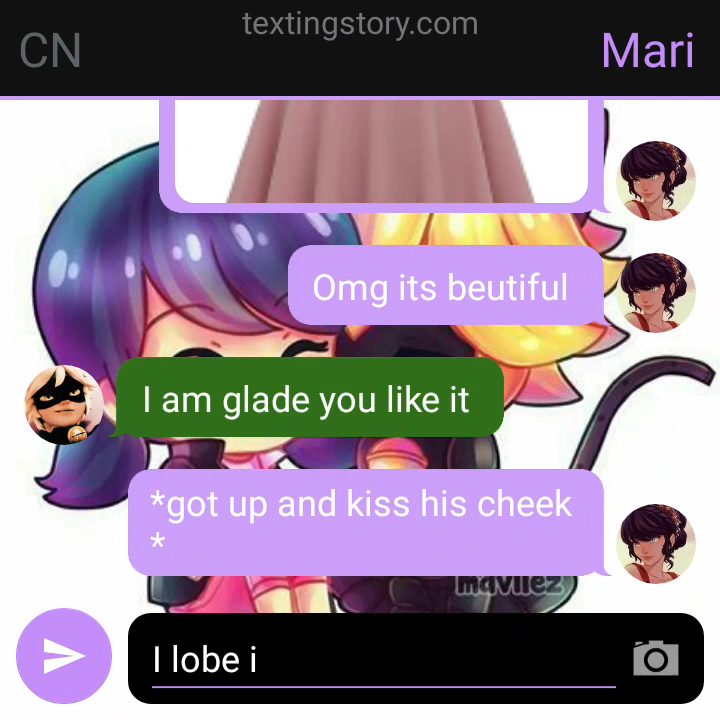 textingstory.com
CN
Mari
Omg its beutiful
I am glade you like it
*got up and kiss his cheek
*
mavilez
I lobe i